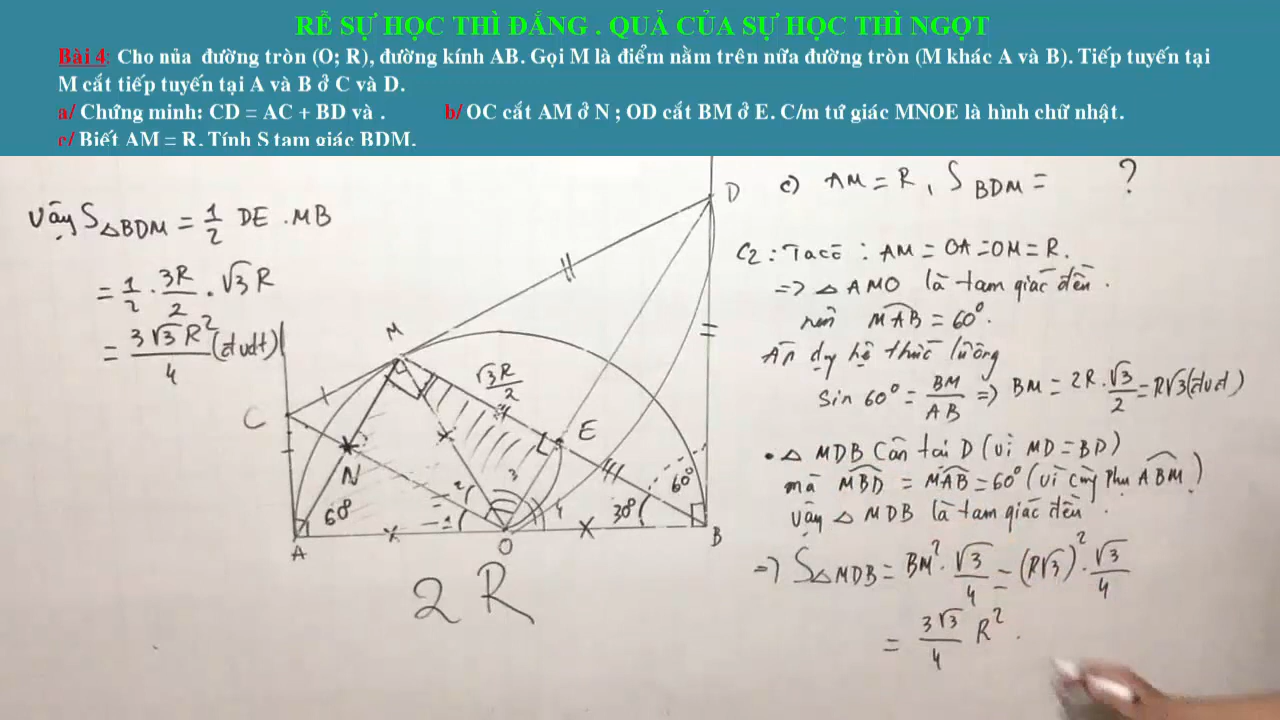 RỄ SỰ HỌC THÌ ĐẮNG . QUẢ CỦA SỰ HỌC THÌ NGỌT
Bài 4: Cho nủa đường tròn (O; R), đường kính AB. Gọi M là điểm nằm trên nửa đường tròn (M khác A và B). Tiếp tuyến tại
M cắt tiếp tuyến tại A và B ở C và D.
a/ Chứng minh: CD = AC + BD và . b/ OC cắt AM ở N ; OD cắt BM ở E. C/m tứ giác MNOE là hình chữ nhật.
c/ Biết AM = R. Tính S tam giác BDM.
Vậy S△BDM = 1/2 DE . MB
= 1/2 . 3R/2 . √3 R
= 3√3 R²/4 (đvdt)
D
M
C
√3R/2
E
N
60°
2
3
1
4
30°
60°
A
O
B
2R
c) AM = R , S BDM = ?
C2 : Ta có : AM = OA = OM = R.
=> △ AMO là tam giác đều .
nên MAB = 60°.
Áp dụng hệ thức lượng
Sin 60° = BM/AB => BM = 2R . √3/2 = R√3 (đvđd)
• △ MDB Cân tại D (vì MD = BD)
mà MBD = MAB = 60° (vì cùng phụ ABM)
vậy △ MDB là tam giác đều .
=> S△MDB = BM² . √3/4 = (R√3)² . √3/4
= 3√3/4 R² .